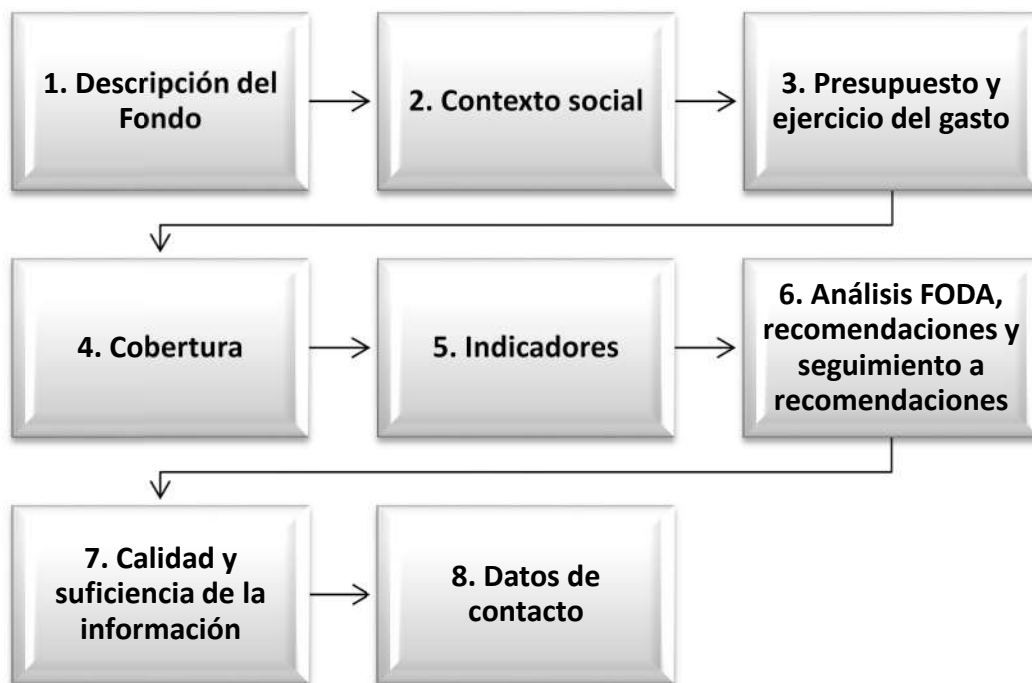 1. Descripción del
Fondo
2. Contexto social
3. Presupuesto y
ejercicio del gasto
4. Cobertura
5. Indicadores
6. Análisis FODA,
recomendaciones y
seguimiento a
recomendaciones
7. Calidad y
suficiencia de la
información
8. Datos de
contacto